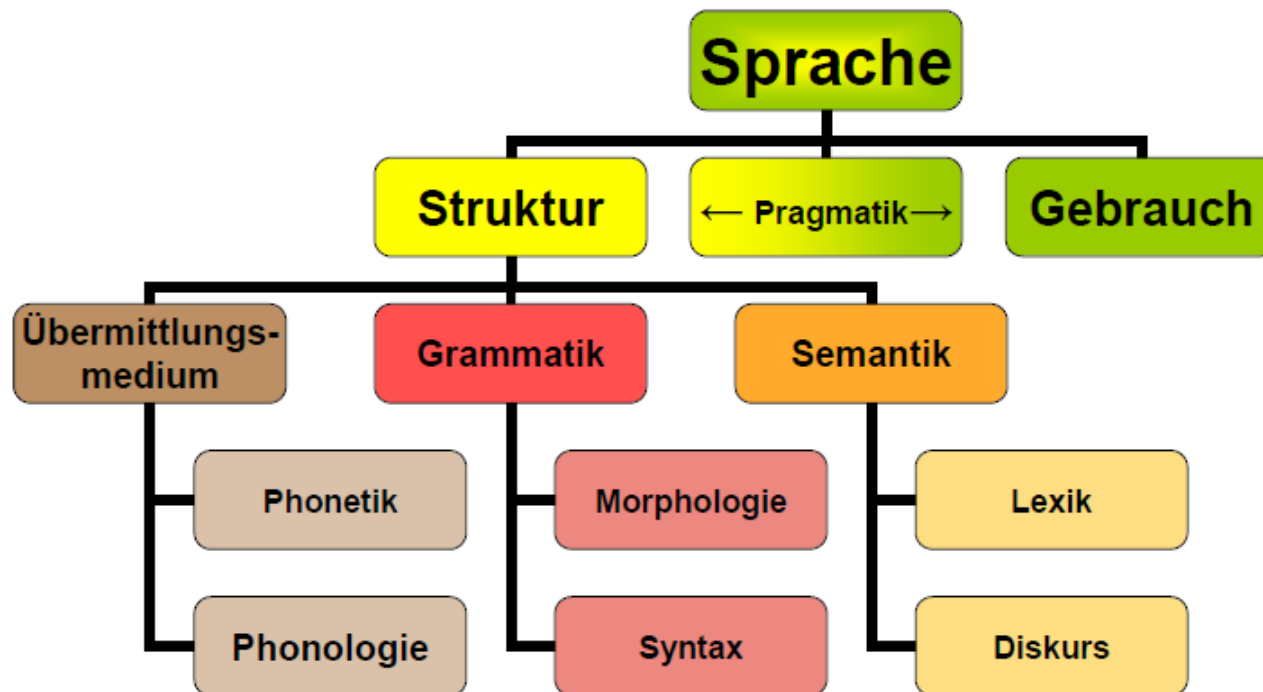 Sprache
Struktur
← Pragmatik→
Gebrauch
Übermittlungs-
medium
Grammatik
Semantik
Phonetik
Morphologie
Lexik
Phonologie
Syntax
Diskurs